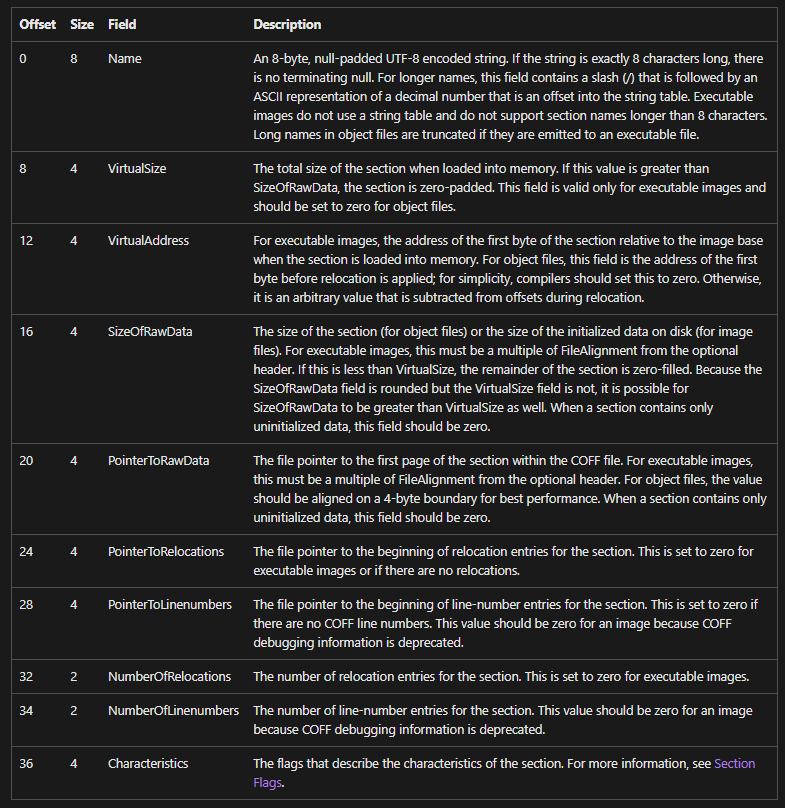 Offset Size Field Description
0 8 Name An 8-byte, null-padded UTF-8 encoded string. If the string is exactly 8 characters long, there
is no terminating null. For longer names, this field contains a slash (/) that is followed by an
ASCII representation of a decimal number that is an offset into the string table. Executable
images do not use a string table and do not support section names longer than 8 characters.
Long names in object files are truncated if they are emitted to an executable file.
8 4 VirtualSize The total size of the section when loaded into memory. If this value is greater than
SizeOfRawData, the section is zero-padded. This field is valid only for executable images and
should be set to zero for object files.
12 4 VirtualAddress For executable images, the address of the first byte of the section relative to the image base
when the section is loaded into memory. For object files, this field is the address of the first
byte before relocation is applied; for simplicity, compilers should set this to zero. Otherwise,
it is an arbitrary value that is subtracted from offsets during relocation.
16 4 SizeOfRawData The size of the section (for object files) or the size of the initialized data on disk (for image
files). For executable images, this must be a multiple of FileAlignment from the optional
header. If this is less than VirtualSize, the remainder of the section is zero-filled. Because the
SizeOfRawData field is rounded but the VirtualSize field is not, it is possible for
SizeOfRawData to be greater than VirtualSize as well. When a section contains only
uninitialized data, this field should be zero.
20 4 PointerToRawData The file pointer to the first page of the section within the COFF file. For executable images,
this must be a multiple of FileAlignment from the optional header. For object files, the value
should be aligned on a 4-byte boundary for best performance. When a section contains only
uninitialized data, this field should be zero.
24 4 PointerToRelocations The file pointer to the beginning of relocation entries for the section. This is set to zero for
executable images or if there are no relocations.
28 4 PointerToLinenumbers The file pointer to the beginning of line-number entries for the section. This is set to zero if
there are no COFF line numbers. This value should be zero for an image because COFF
debugging information is deprecated.
32 2 NumberOfRelocations The number of relocation entries for the section. This is set to zero for executable images.
34 2 NumberOfLinenumbers The number of line-number entries for the section. This value should be zero for an image
because COFF debugging information is deprecated.
36 4 Characteristics The flags that describe the characteristics of the section. For more information, see Section
Flags.